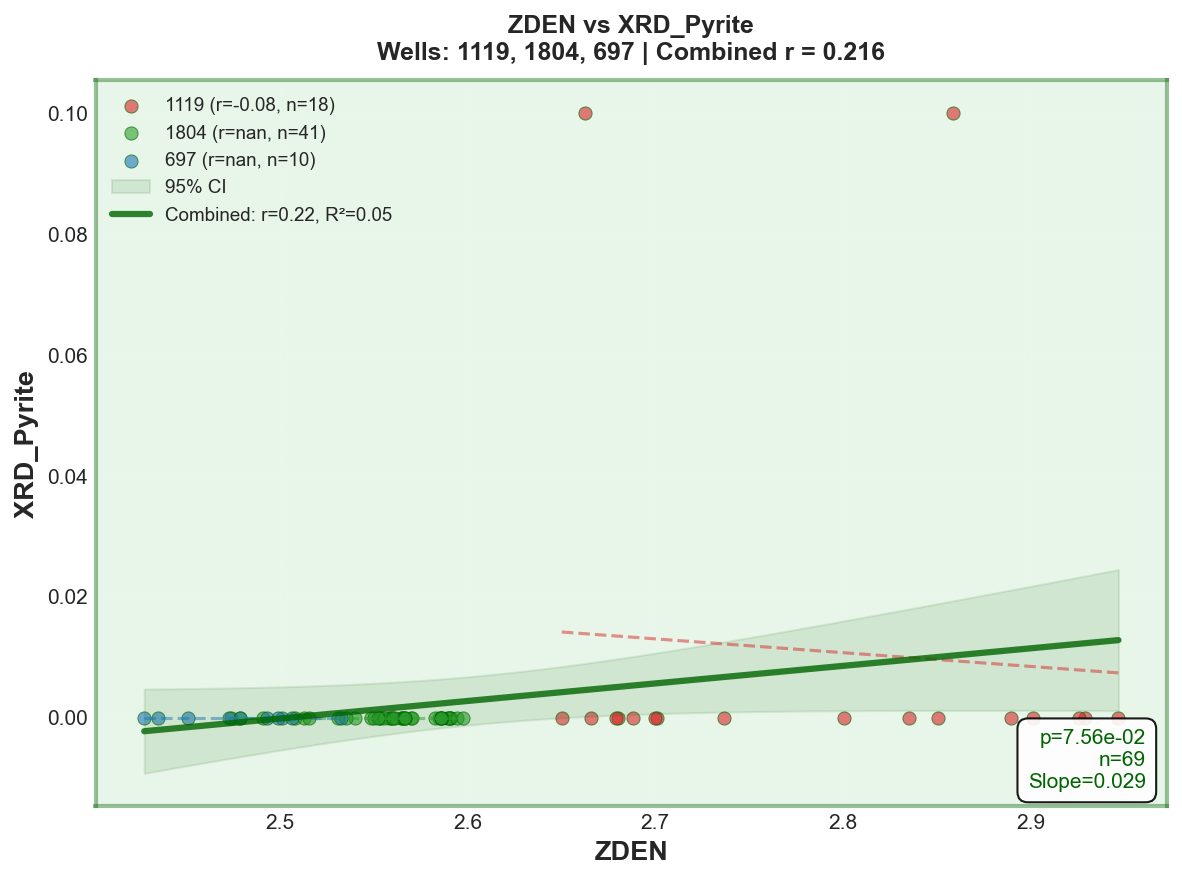 ZDEN vs XRD_Pyrite
Wells: 1119, 1804, 697 | Combined r = 0.216
1119 (r=-0.08, n=18)
1804 (r=nan, n=41)
697 (r=nan, n=10)
95% CI
Combined: r=0.22, R²=0.05
XRD_Pyrite
0.10
0.08
0.06
0.04
0.02
0.00
p=7.56e-02
n=69
Slope=0.029
2.5 2.6 2.7 2.8 2.9
ZDEN